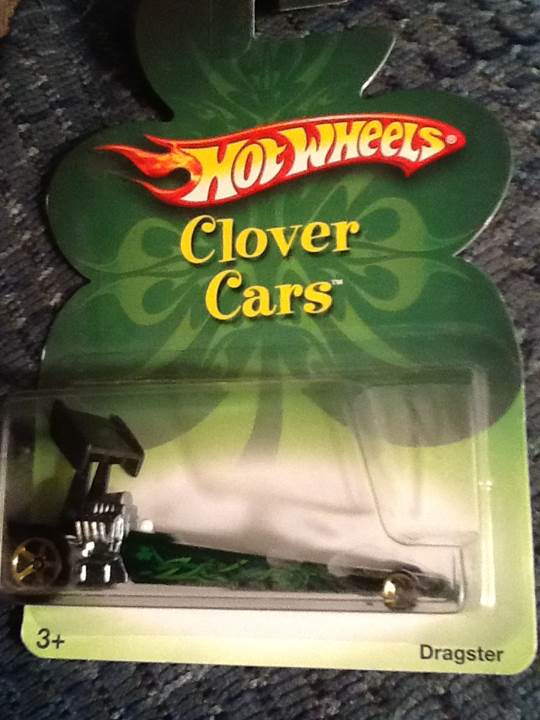 HOT WHEELS®
Clover
Cars™
3+
Dragster